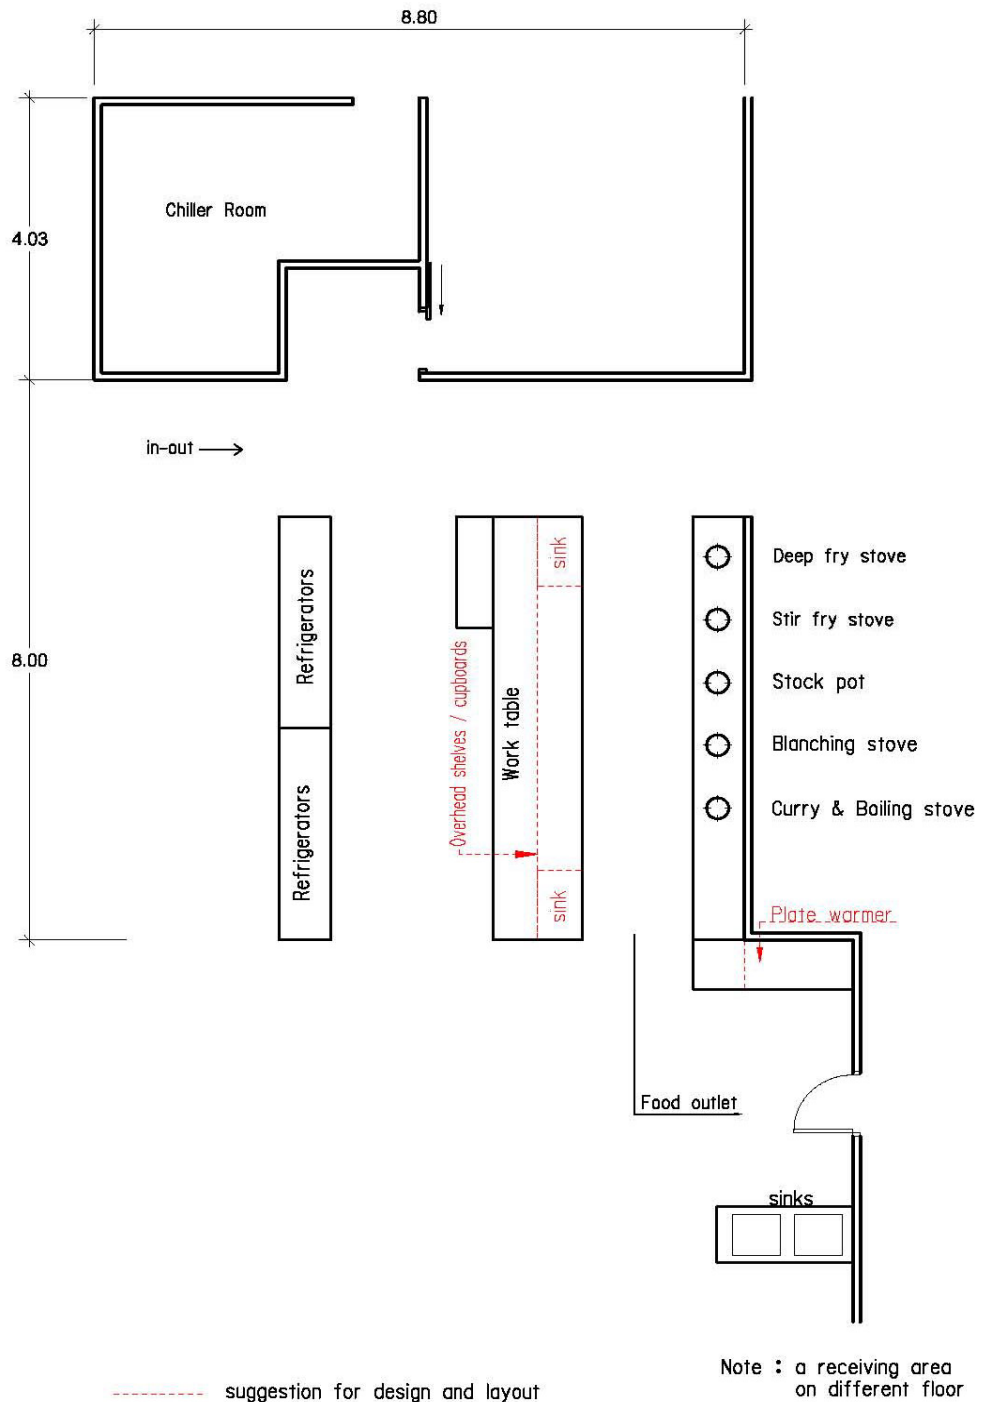 8.80
4.03
Chiller Room
in-out
8.00
Refrigerators
Refrigerators
Overhead shelves / cupboards
Work table
sink
sink
Deep fry stove
Stir fry stove
Stock pot
Blanching stove
Curry & Boiling stove
Plate warmer
Food outlet
sinks
Note : a receiving area
on different floor
suggestion for design and layout